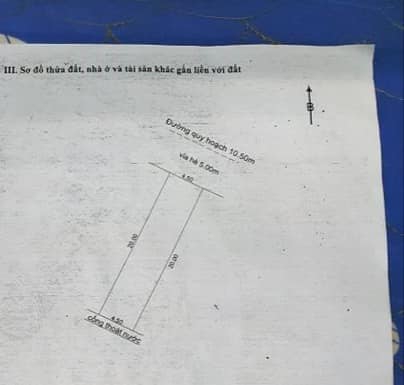 III. Sơ đồ thửa đất, nhà ở và tài sản khác gắn liền với đất
B
Đường quy hoạch 10.50m
vỉa hè 5.00m
4.50
20.00
20.00
4.50
cống thoát nước